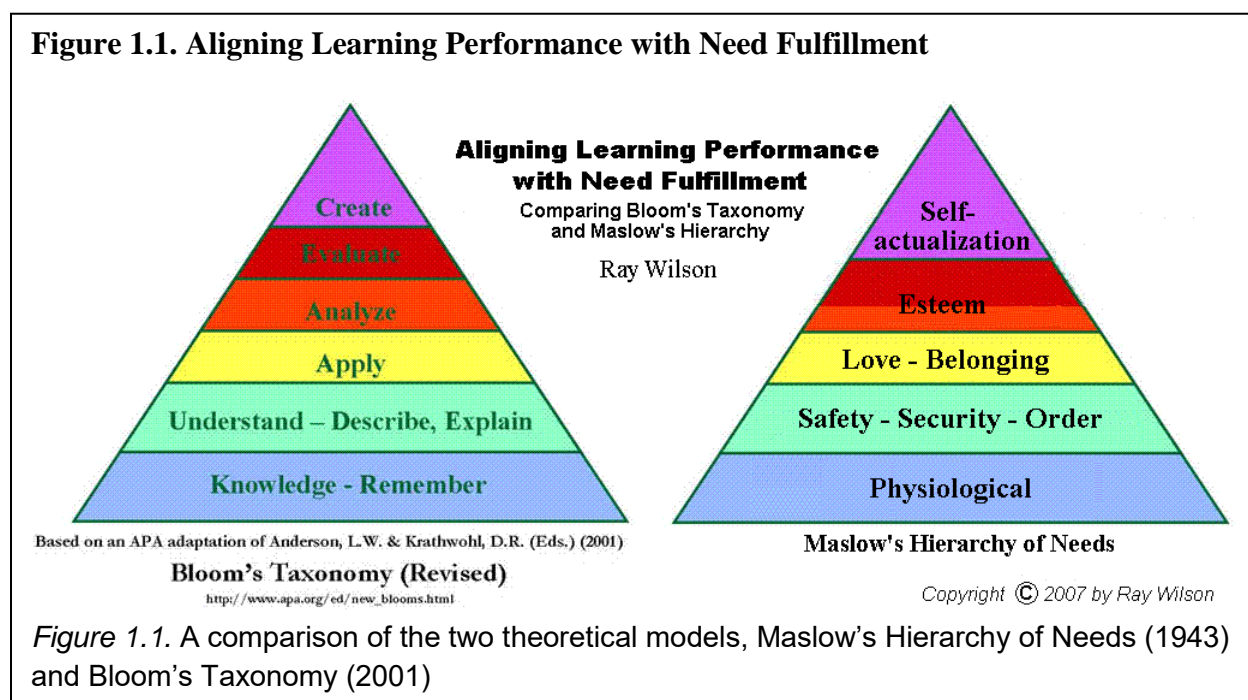 Figure 1.1. Aligning Learning Performance with Need Fulfillment
Aligning Learning Performance
with Need Fulfillment
Comparing Bloom's Taxonomy
and Maslow's Hierarchy
Ray Wilson
Create
Evaluate
Analyze
Apply
Understand – Describe, Explain
Knowledge - Remember
Based on an APA adaptation of Anderson, L.W. & Krathwohl, D.R. (Eds.) (2001)
Bloom's Taxonomy (Revised)
http://www.apa.org/ed/new_blooms.html
Self-
actualization
Esteem
Love - Belonging
Safety - Security - Order
Physiological
Maslow's Hierarchy of Needs
Copyright © 2007 by Ray Wilson
Figure 1.1. A comparison of the two theoretical models, Maslow’s Hierarchy of Needs (1943)
and Bloom’s Taxonomy (2001)